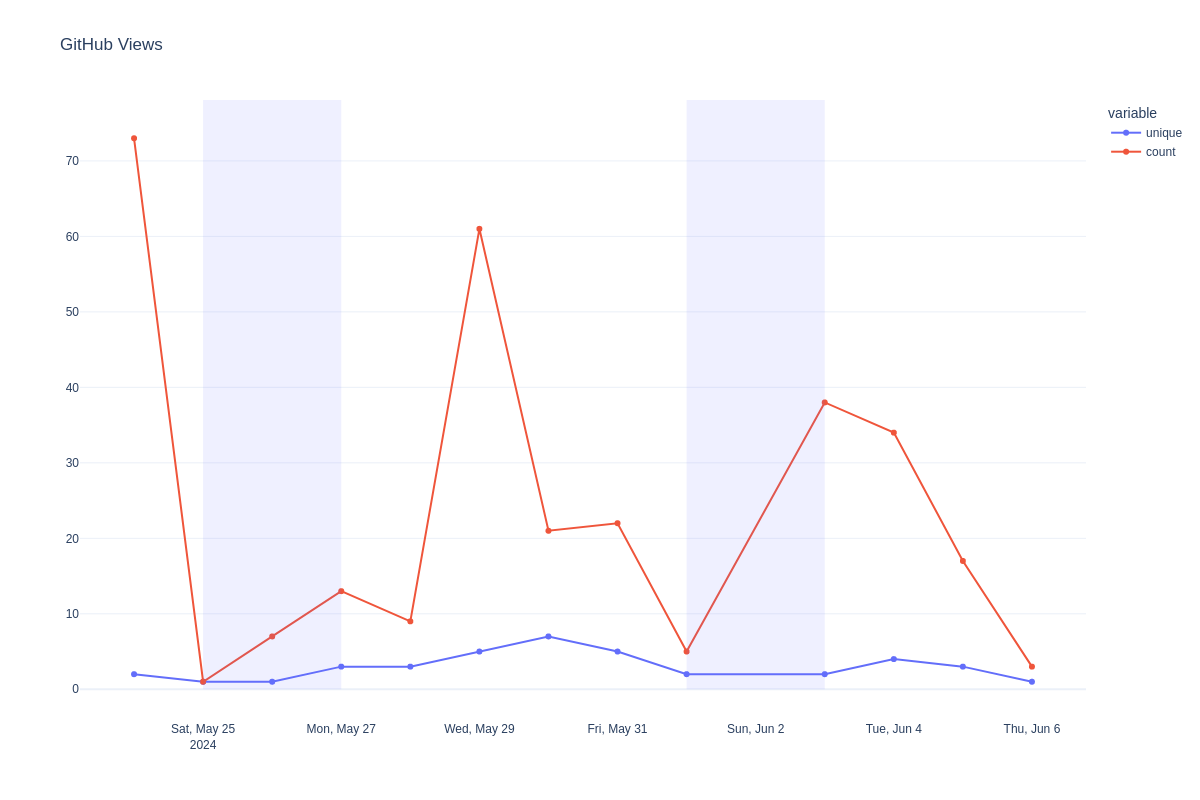 GitHub Views
variable
unique
count
70
60
50
40
30
20
10
0
Sat, May 25
2024
Mon, May 27
Wed, May 29
Fri, May 31
Sun, Jun 2
Tue, Jun 4
Thu, Jun 6